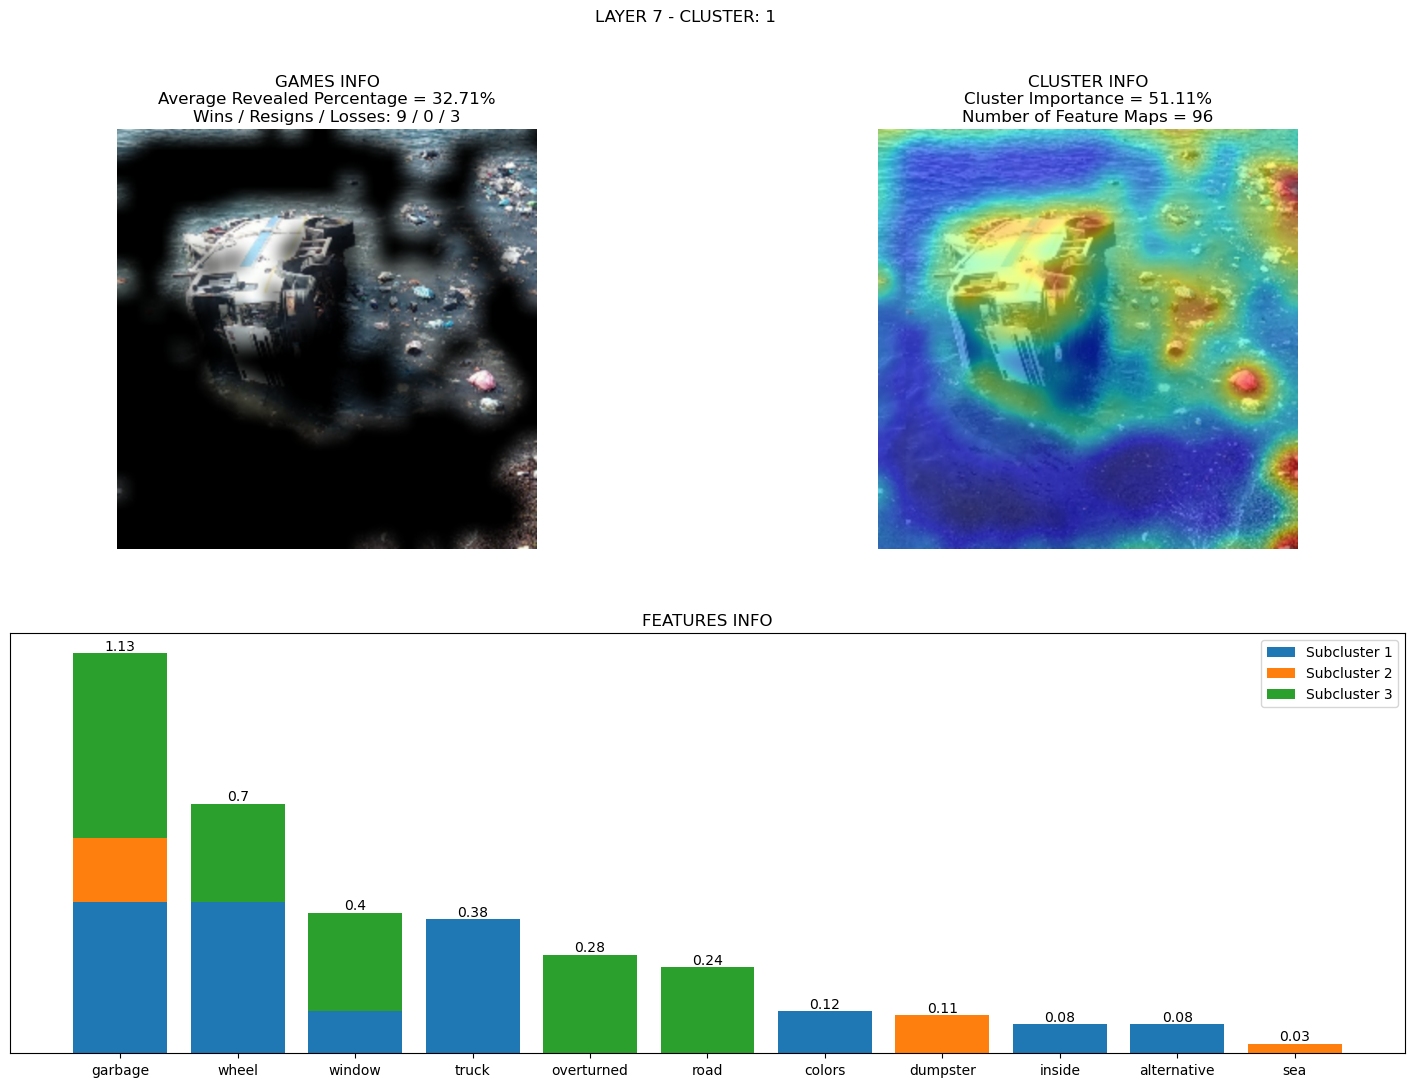 LAYER 7 - CLUSTER: 1
GAMES INFO
Average Revealed Percentage = 32.71%
Wins / Resigns / Losses: 9 / 0 / 3
CLUSTER INFO
Cluster Importance = 51.11%
Number of Feature Maps = 96
FEATURES INFO
Subcluster 1
Subcluster 2
Subcluster 3
1.13
0.7
0.4
0.38
0.28
0.24
0.12
0.11
0.08
0.08
0.03
garbage
wheel
window
truck
overturned
road
colors
dumpster
inside
alternative
sea